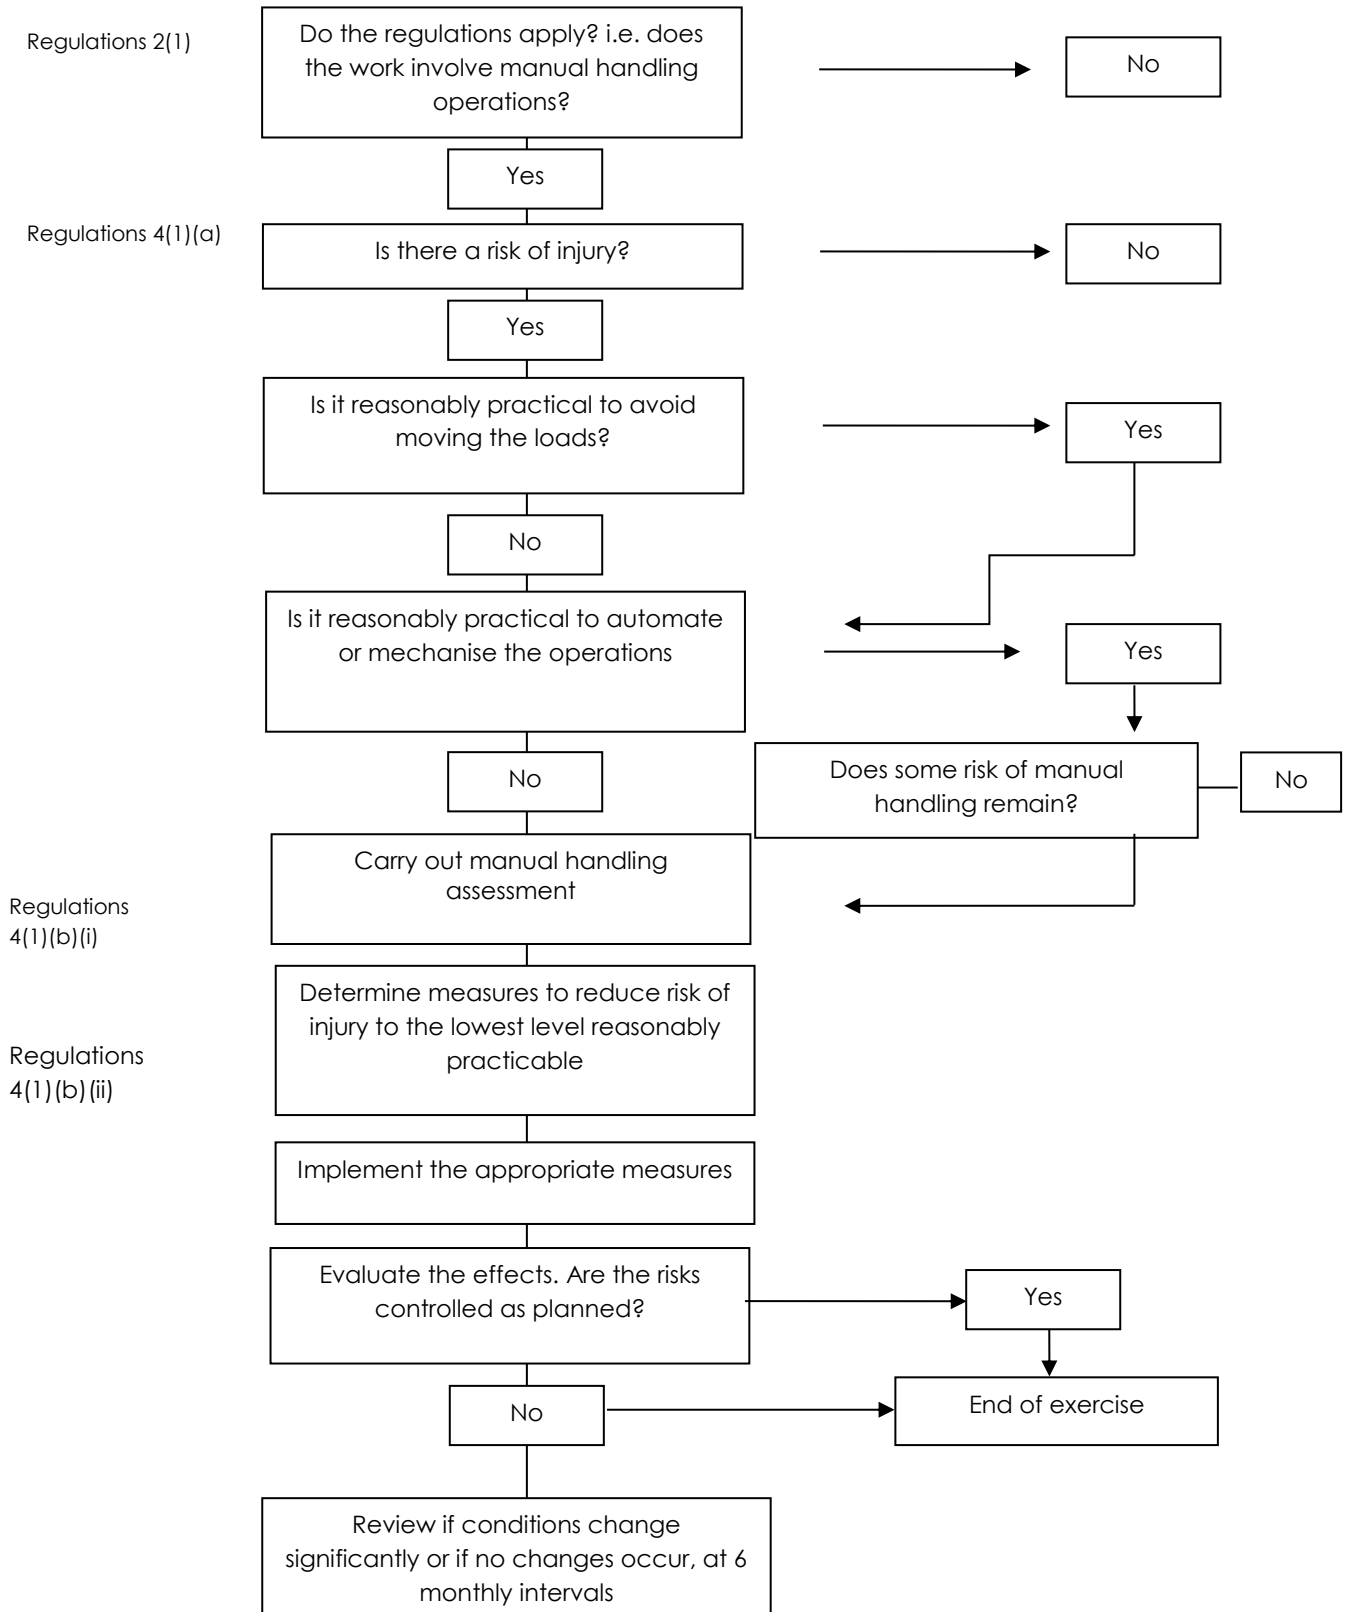 Regulations 2(1)
Do the regulations apply? i.e. does
the work involve manual handling
operations?
No
Yes
Regulations 4(1)(a)
Is there a risk of injury?
No
Yes
Is it reasonably practical to avoid
moving the loads?
Yes
No
Is it reasonably practical to automate
or mechanise the operations
Yes
No
Does some risk of manual
handling remain?
No
Carry out manual handling
assessment
Regulations
4(1)(b)(i)
Determine measures to reduce risk of
injury to the lowest level reasonably
practicable
Regulations
4(1)(b)(ii)
Implement the appropriate measures
Evaluate the effects. Are the risks
controlled as planned?
Yes
No
End of exercise
Review if conditions change
significantly or if no changes occur, at 6
monthly intervals